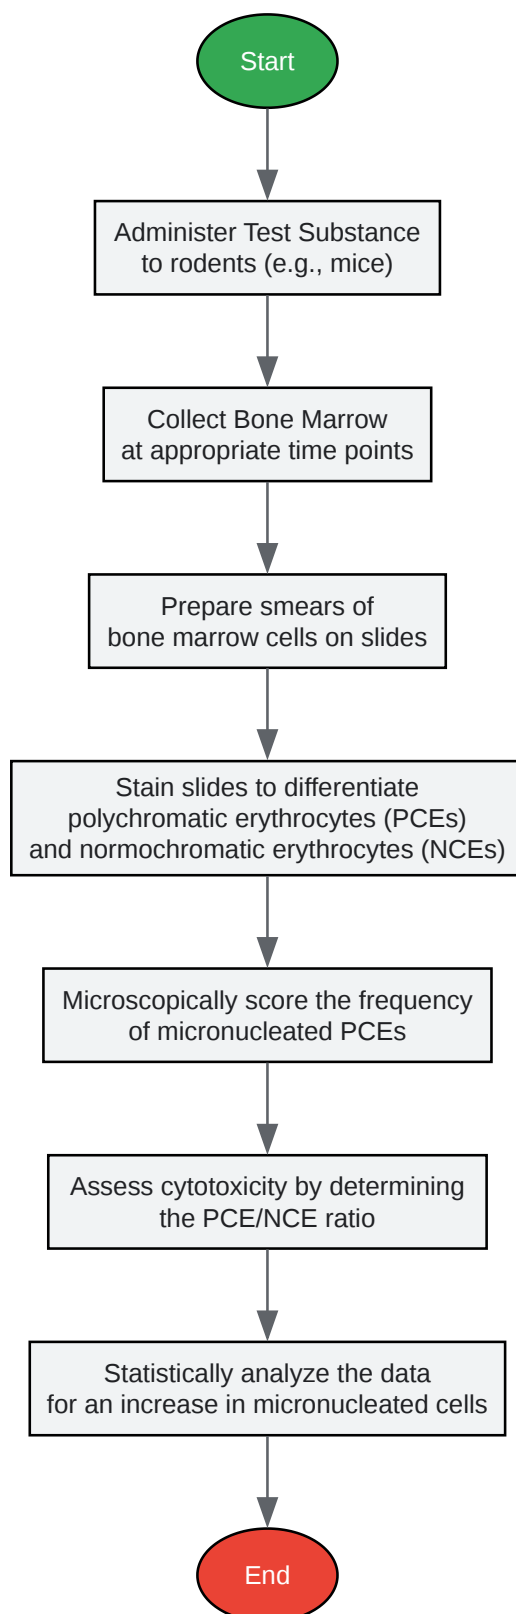 Start
Administer Test Substance
to rodents (e.g., mice)
Collect Bone Marrow
at appropriate time points
Prepare smears of
bone marrow cells on slides
Stain slides to differentiate
polychromatic erythrocytes (PCEs)
and normochromatic erythrocytes (NCEs)
Microscopically score the frequency
of micronucleated PCEs
Assess cytotoxicity by determining
the PCE/NCE ratio
Statistically analyze the data
for an increase in micronucleated cells
End